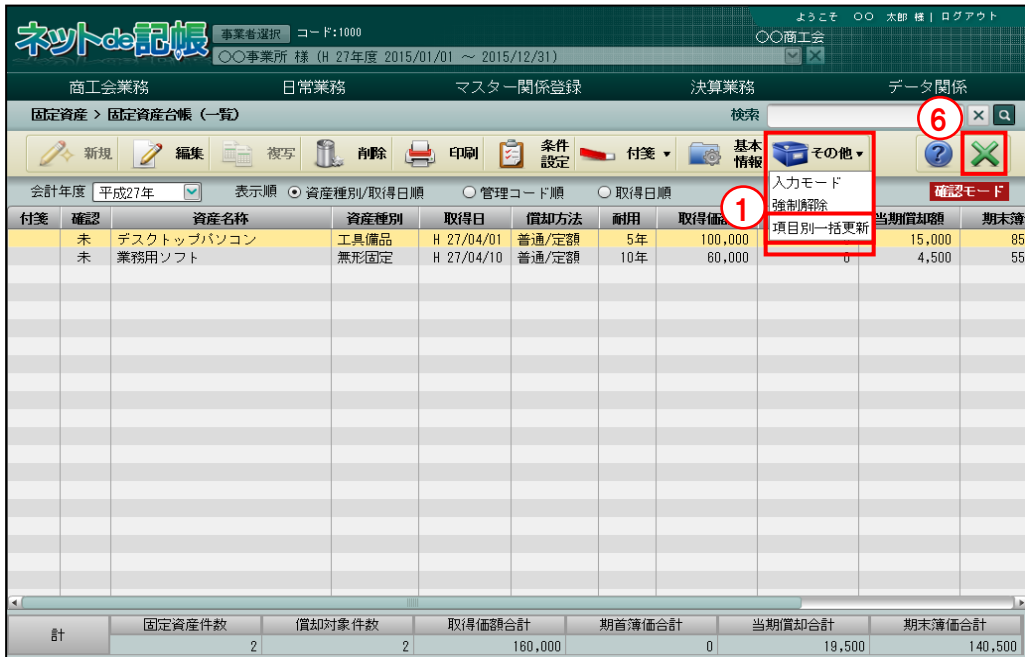 ようこそ 〇〇 太郎 様 | ログアウト
ネットde記帳 事業者選択 コード:1000 〇〇商工会
〇〇事業所 様 (H 27年度 2015/01/01 ～ 2015/12/31)
商工会業務 日常業務 マスター関係登録 決算業務 データ関係
固定資産 > 固定資産台帳 (一覧) 検索
⑥
新規 編集 複写 削除 印刷 条件設定 付箋 基本情報 その他
会計年度 平成27年 表示順 資産種別/取得日順 管理コード順 取得日順 確認モード
入力モード
強制解除
項目別一括更新
①
付箋 確認 資産名称 資産種別 取得日 償却方法 耐用 取得価 当期償却額 期末簿
未 デスクトップパソコン 工具備品 H 27/04/01 普通/定額 5年 100,000 15,000 85
未 業務用ソフト 無形固定 H 27/04/10 普通/定額 10年 60,000 0 4,500 55
計 固定資産件数 償却対象件数 取得価額合計 期首簿価合計 当期償却合計 期末簿価合計
2 2 160,000 0 19,500 140,500